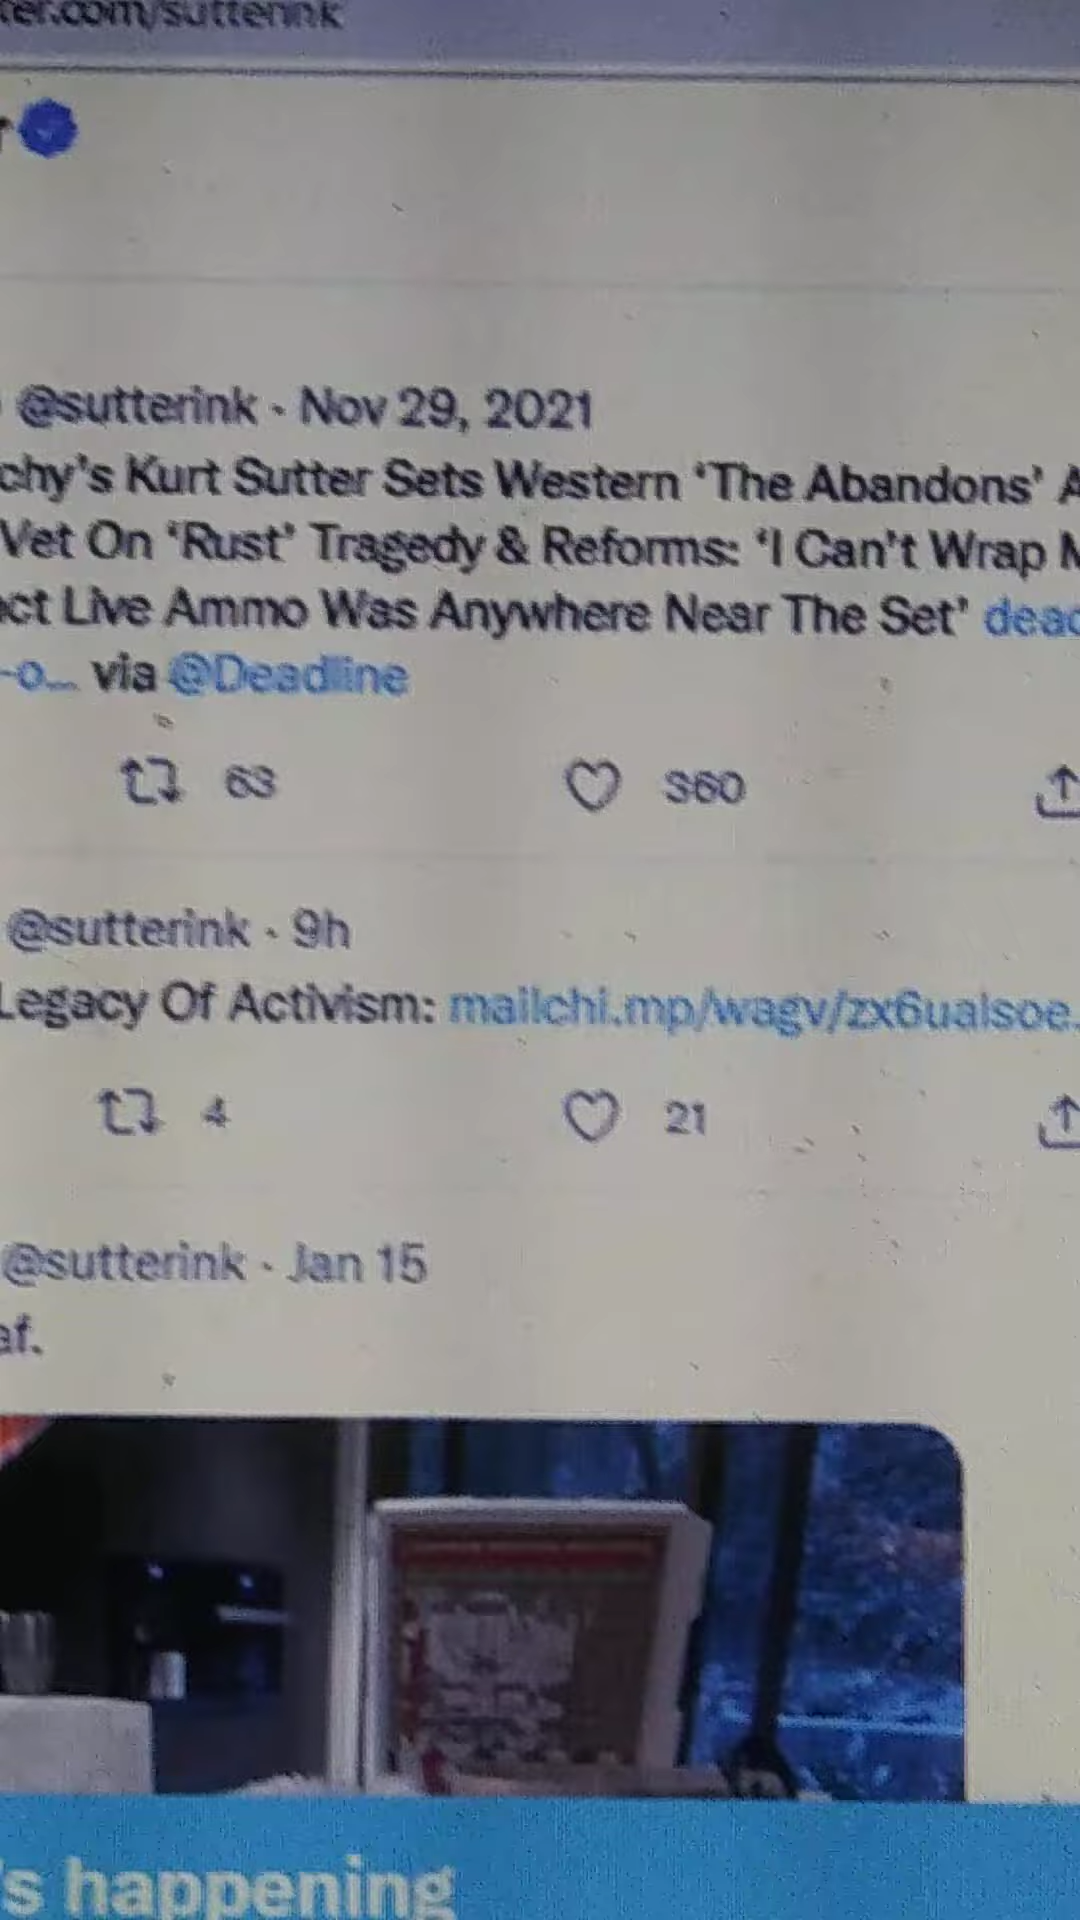 ter.com/sutterink
r
@sutterink · Nov 29, 2021
chy's Kurt Sutter Sets Western 'The Abandons' A
Vet On 'Rust' Tragedy & Reforms: 'I Can't Wrap M
act Live Ammo Was Anywhere Near The Set' deac
-o... via @Deadline
63 360
@sutterink · 9h
Legacy Of Activism: mailchi.mp/wagv/zx6ualsoe.
4 21
@sutterink · Jan 15
af.
's happening